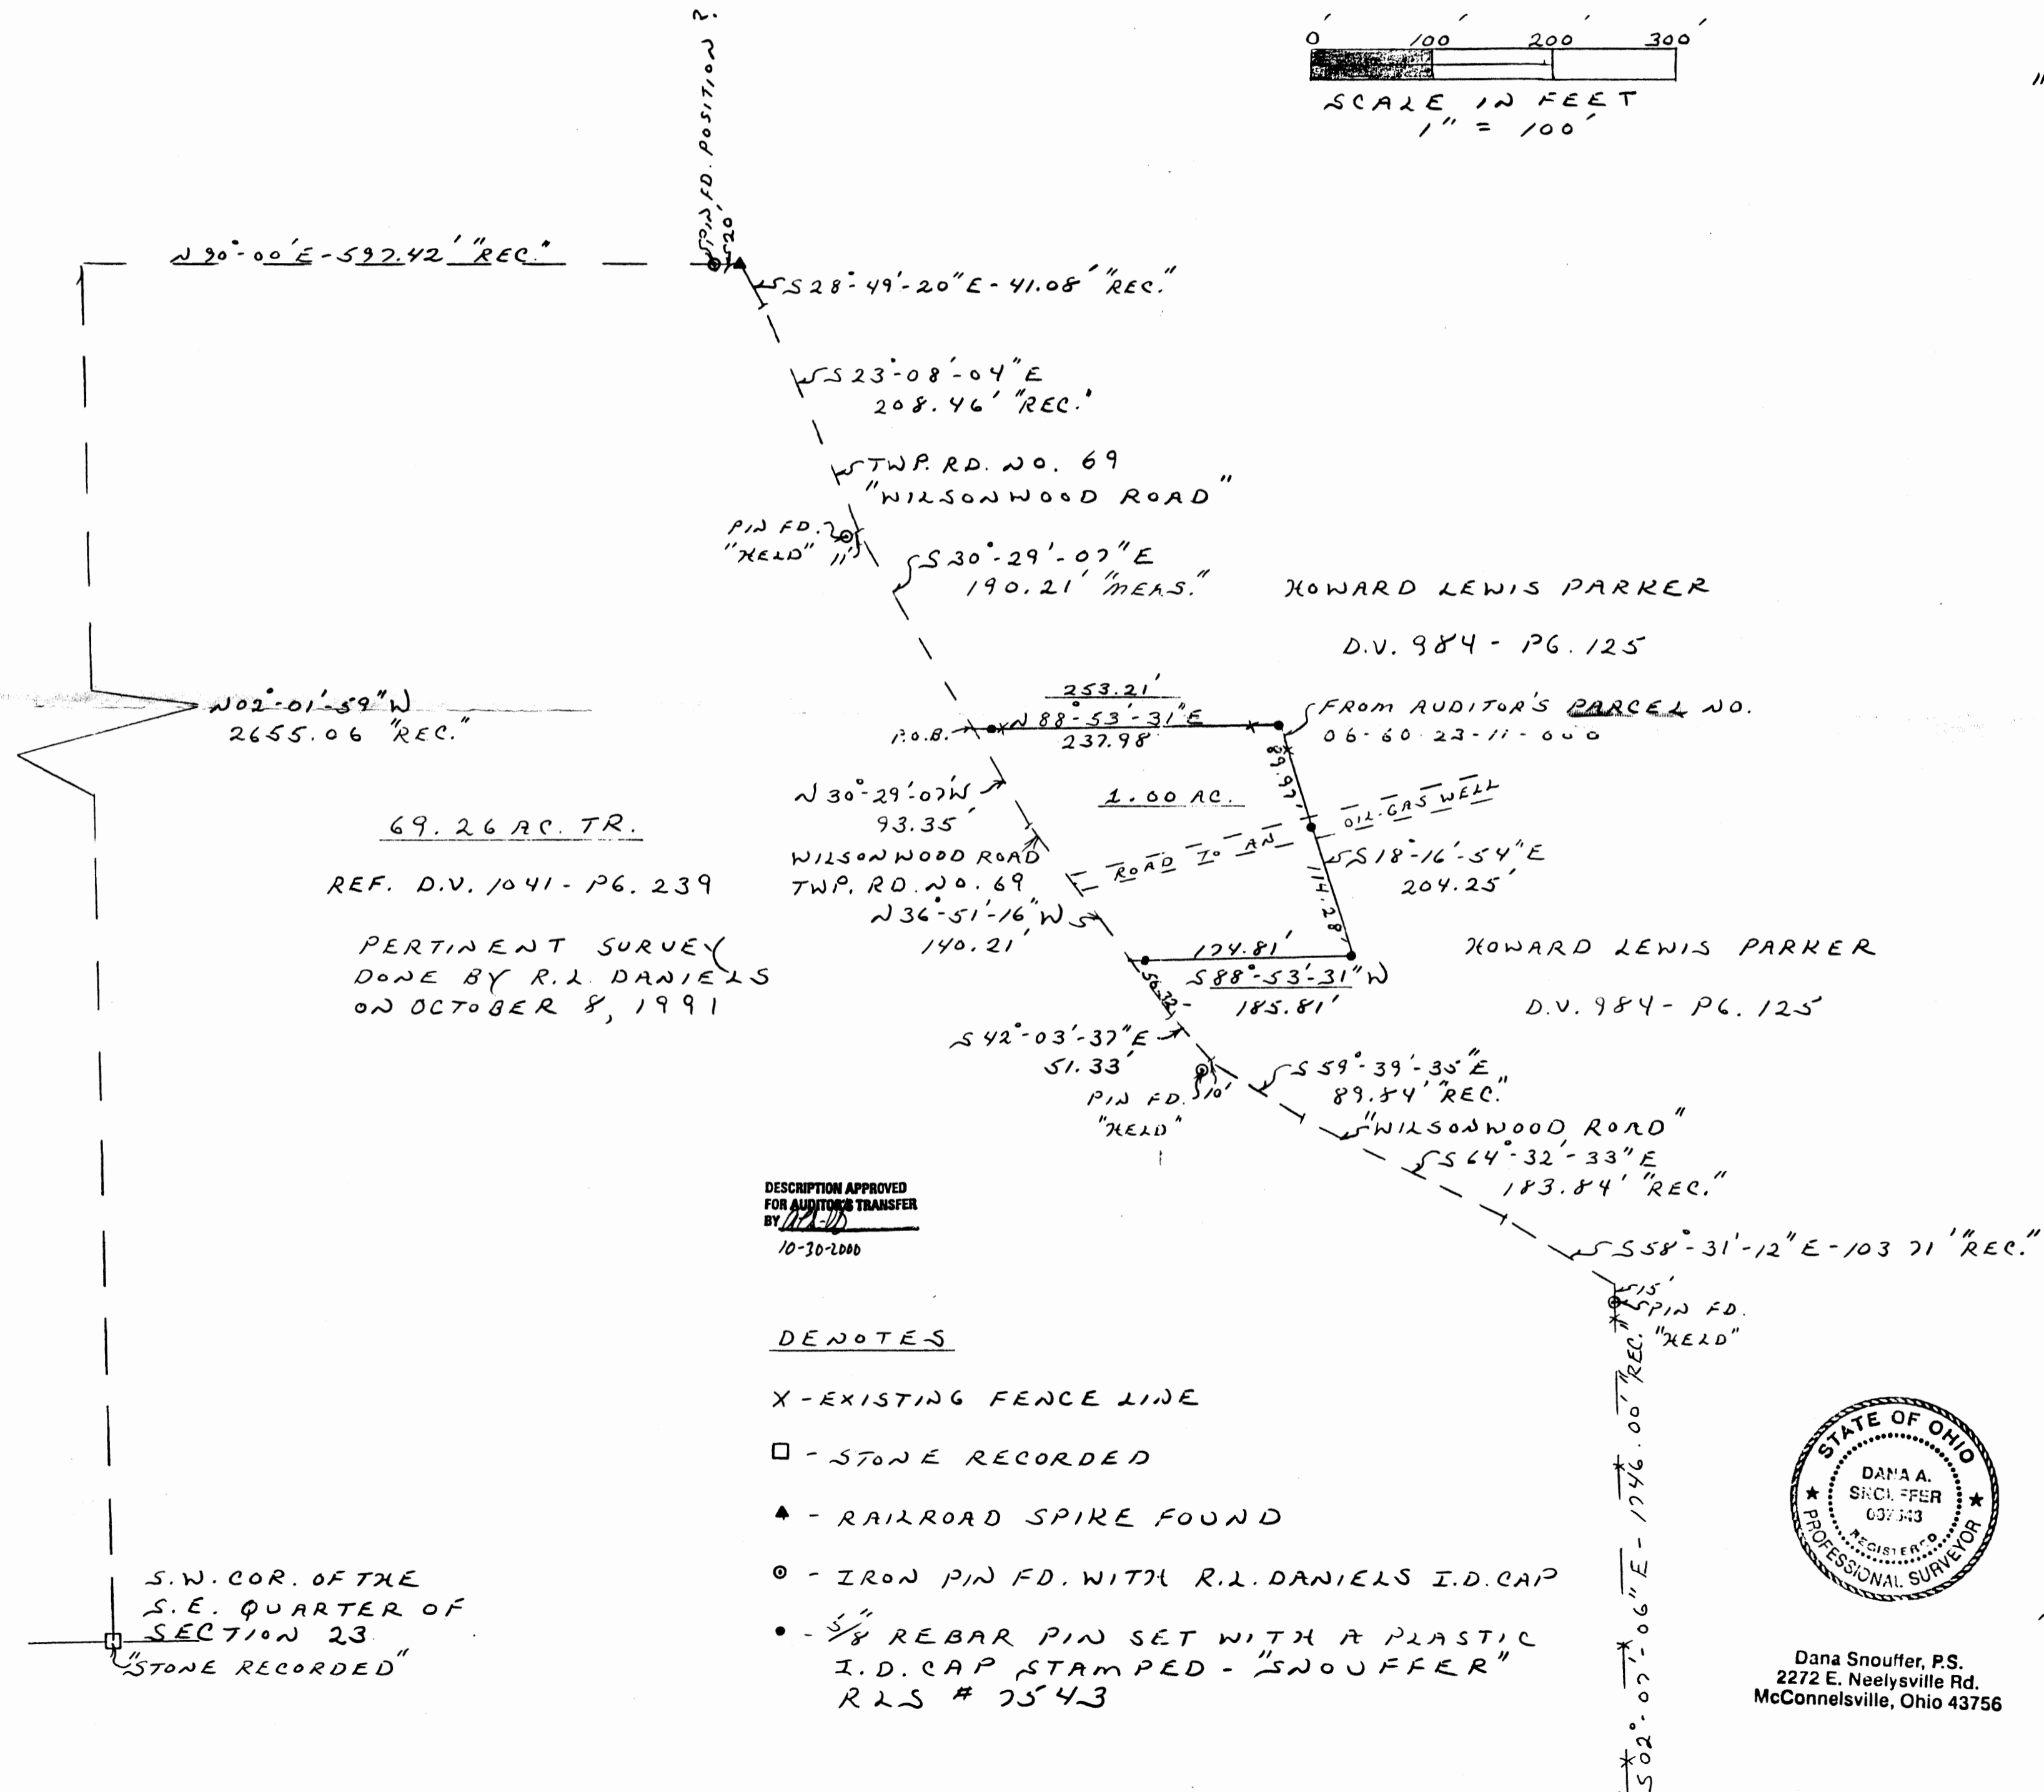 0' 100' 200' 300'
SCALE IN FEET
1" = 100'
PIN FD. POSITION ?
20'
N 90°-00' E - 597.42' "REC."
S 28°-49'-20" E - 41.08' "REC."
S 23°-08'-04" E
208.46' "REC."
TWP. RD. NO. 69
"WILSONWOOD ROAD"
PIN FD.
"HELD" 11'
S 30°-29'-07" E
190.21' "MEAS."
HOWARD LEWIS PARKER
D.V. 984 - PG. 125
N 02°-01'-59" W
2655.06 "REC."
253.21'
P.O.B.
N 88°-53'-31" E
237.98
FROM AUDITOR'S PARCEL NO.
06-60-23-11-000
89.97'
N 30°-29'-07" W
93.35'
1.00 AC.
ROAD TO AN OIL-GAS WELL
69.26 AC. TR.
REF. D.V. 1041 - PG. 239
WILSONWOOD ROAD
TWP. RD. NO. 69
S 18°-16'-54" E
204.25'
114.28'
N 36°-51'-16" W
140.21'
PERTINENT SURVEY
DONE BY R.L. DANIELS
ON OCTOBER 8, 1991
174.81'
S 88°-53'-31" W
185.81'
HOWARD LEWIS PARKER
D.V. 984 - PG. 125
56.32'
S 42°-03'-37" E
51.33'
PIN FD. 10'
"HELD"
S 59°-39'-35" E
89.84' "REC."
"WILSONWOOD ROAD"
S 64°-32'-33" E
183.84' "REC."
DESCRIPTION APPROVED
FOR AUDITOR'S TRANSFER
BY
10-30-2000
S 58°-31'-12" E - 103.71' "REC."
15'
PIN FD.
"HELD"
S 02°-07'-06" E - 1746.00' "REC."
DENOTES
X - EXISTING FENCE LINE
□ - STONE RECORDED
▲ - RAILROAD SPIKE FOUND
⊙ - IRON PIN FD. WITH R.L. DANIELS I.D. CAP
● - 5/8" REBAR PIN SET WITH A PLASTIC
I.D. CAP STAMPED - "SNOUFFER"
RLS # 7543
S.W. COR. OF THE
S.E. QUARTER OF
SECTION 23
"STONE RECORDED"
STATE OF OHIO
DANA A.
REGISTERED
PROFESSIONAL SURVEYOR
Dana Snouffer, P.S.
2272 E. Neelysville Rd.
McConnelsville, Ohio 43756